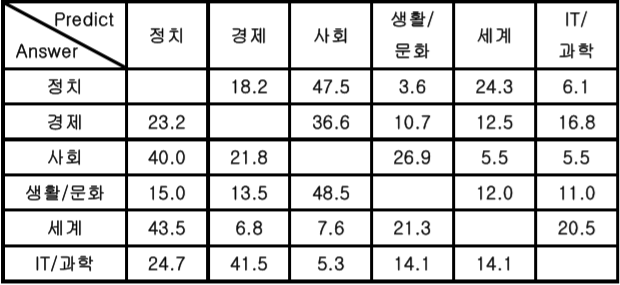 Predict
Answer
정치 경제 사회 생활/문화 세계 IT/과학
정치 18.2 47.5 3.6 24.3 6.1
경제 23.2 36.6 10.7 12.5 16.8
사회 40.0 21.8 26.9 5.5 5.5
생활/문화 15.0 13.5 48.5 12.0 11.0
세계 43.5 6.8 7.6 21.3 20.5
IT/과학 24.7 41.5 5.3 14.1 14.1